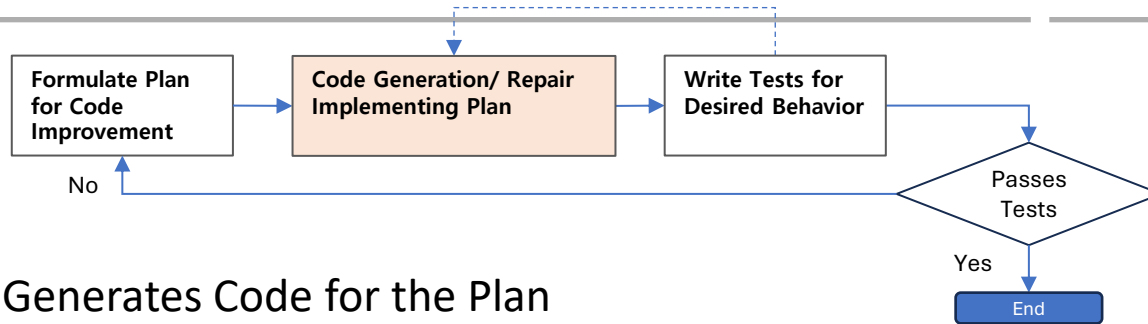 Formulate Plan
for Code
Improvement
Code Generation/ Repair
Implementing Plan
Write Tests for
Desired Behavior
No
Passes
Tests
Yes
End
Generates Code for the Plan